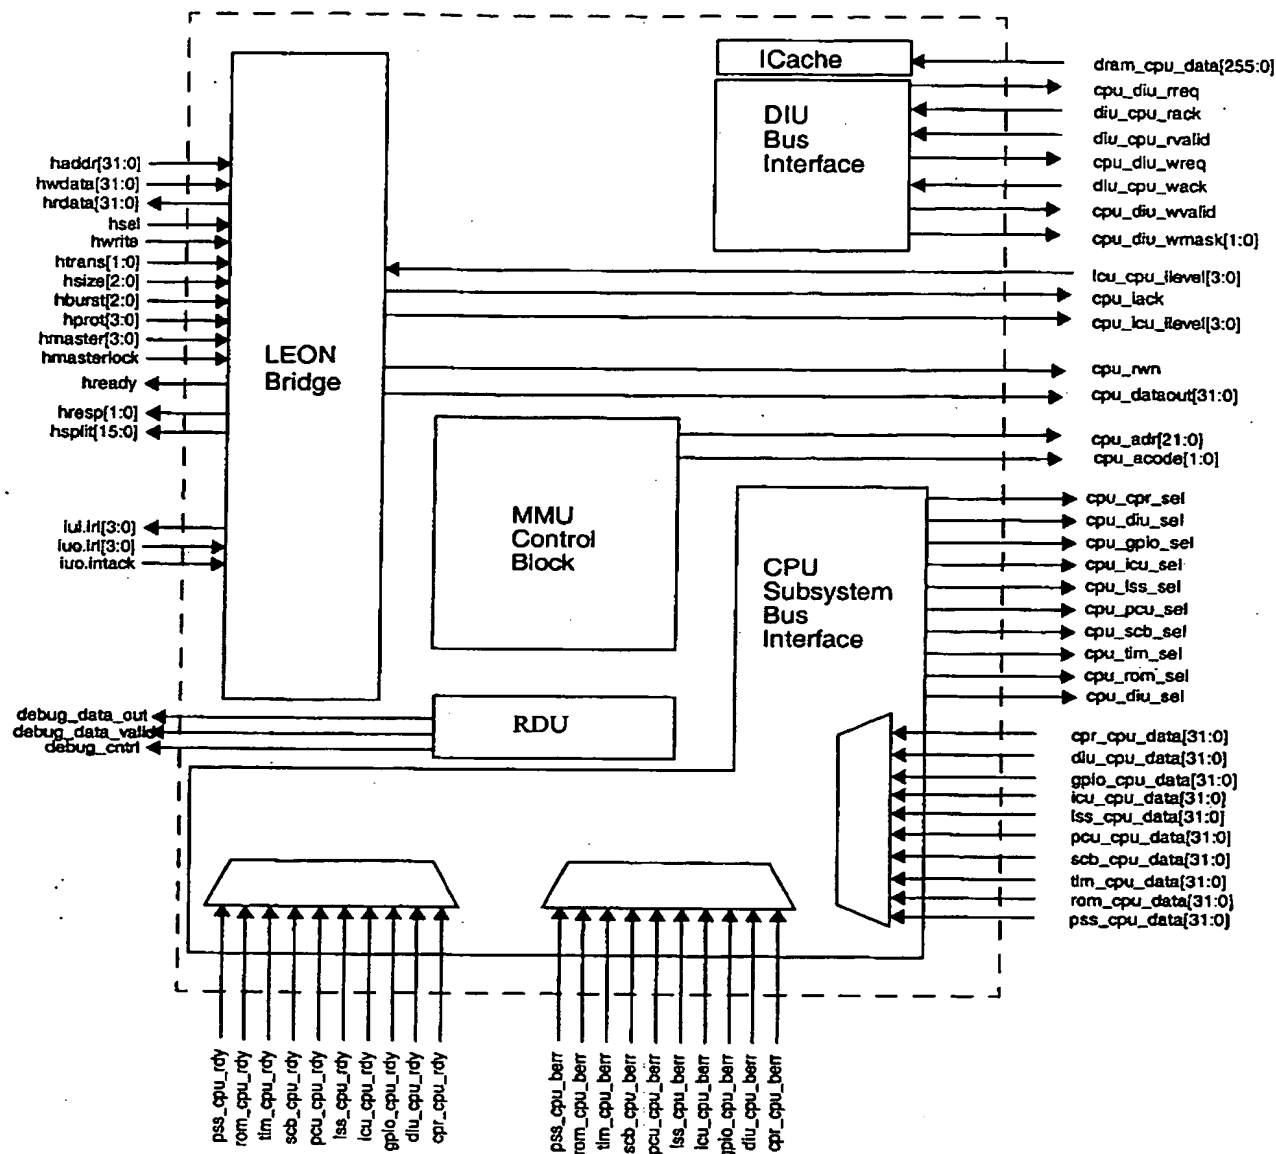 ICache
DIU
Bus
Interface
dram_cpu_data[255:0]
cpu_diu_rreq
diu_cpu_rack
diu_cpu_rvalid
cpu_diu_wreq
diu_cpu_wack
cpu_diu_wvalid
cpu_diu_wmask[1:0]
icu_cpu_ilevel[3:0]
cpu_iack
cpu_icu_ilevel[3:0]
cpu_rwn
cpu_dataout[31:0]
cpu_adr[21:0]
cpu_acode[1:0]
haddr[31:0]
hwdata[31:0]
hrdata[31:0]
hsel
hwrite
htrans[1:0]
hsize[2:0]
hburst[2:0]
hprot[3:0]
hmaster[3:0]
hmasterlock
hready
hresp[1:0]
hsplit[15:0]
iui.irl[3:0]
iuo.irl[3:0]
iuo.intack
LEON
Bridge
MMU
Control
Block
CPU
Subsystem
Bus
Interface
cpu_cpr_sel
cpu_diu_sel
cpu_gpio_sel
cpu_icu_sel
cpu_lss_sel
cpu_pcu_sel
cpu_scb_sel
cpu_tim_sel
cpu_rom_sel
cpu_diu_sel
debug_data_out
debug_data_valid
debug_cntrl
RDU
cpr_cpu_data[31:0]
diu_cpu_data[31:0]
gpio_cpu_data[31:0]
icu_cpu_data[31:0]
lss_cpu_data[31:0]
pcu_cpu_data[31:0]
scb_cpu_data[31:0]
tim_cpu_data[31:0]
rom_cpu_data[31:0]
pss_cpu_data[31:0]
pss_cpu_rdy
rom_cpu_rdy
tim_cpu_rdy
scb_cpu_rdy
pcu_cpu_rdy
lss_cpu_rdy
icu_cpu_rdy
gpio_cpu_rdy
diu_cpu_rdy
cpr_cpu_rdy
pss_cpu_berr
rom_cpu_berr
tim_cpu_berr
scb_cpu_berr
pcu_cpu_berr
lss_cpu_berr
icu_cpu_berr
gpio_cpu_berr
diu_cpu_berr
cpr_cpu_berr